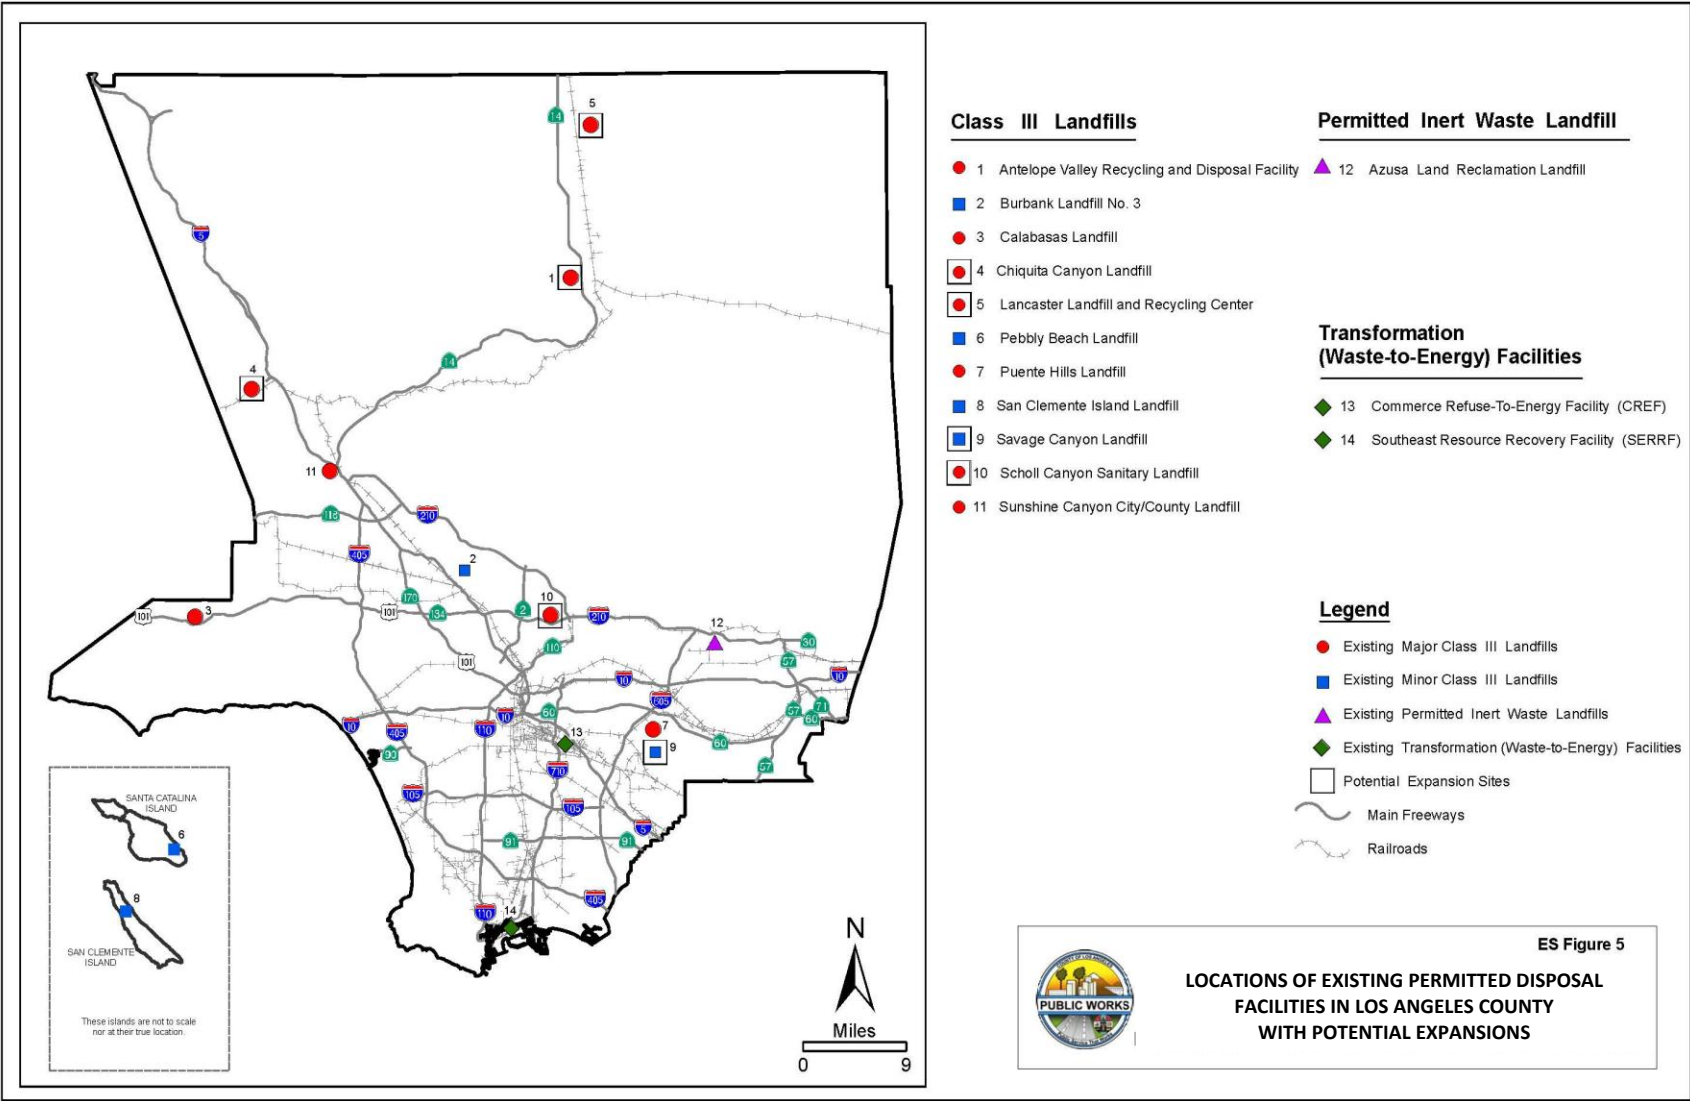 5
14
1
5
14
4
11
118
210
405
2
170
101
134
2
10
210
101
3
110
12
30
57
101
10
10
605
71
57
60
10
10
110
60
7
405
13
60
9
90
57
710
105
105
5
91
91
405
110
14
SANTA CATALINA
ISLAND
6
8
SAN CLEMENTE
ISLAND
These islands are not to scale
nor at their true location.
N
Miles
0 9
Class III Landfills
1 Antelope Valley Recycling and Disposal Facility
2 Burbank Landfill No. 3
3 Calabasas Landfill
4 Chiquita Canyon Landfill
5 Lancaster Landfill and Recycling Center
6 Pebbly Beach Landfill
7 Puente Hills Landfill
8 San Clemente Island Landfill
9 Savage Canyon Landfill
10 Scholl Canyon Sanitary Landfill
11 Sunshine Canyon City/County Landfill
Permitted Inert Waste Landfill
12 Azusa Land Reclamation Landfill
Transformation
(Waste-to-Energy) Facilities
13 Commerce Refuse-To-Energy Facility (CREF)
14 Southeast Resource Recovery Facility (SERRF)
Legend
Existing Major Class III Landfills
Existing Minor Class III Landfills
Existing Permitted Inert Waste Landfills
Existing Transformation (Waste-to-Energy) Facilities
Potential Expansion Sites
Main Freeways
Railroads
ES Figure 5
COUNTY OF LOS ANGELES
PUBLIC WORKS
LOCATIONS OF EXISTING PERMITTED DISPOSAL
FACILITIES IN LOS ANGELES COUNTY
WITH POTENTIAL EXPANSIONS